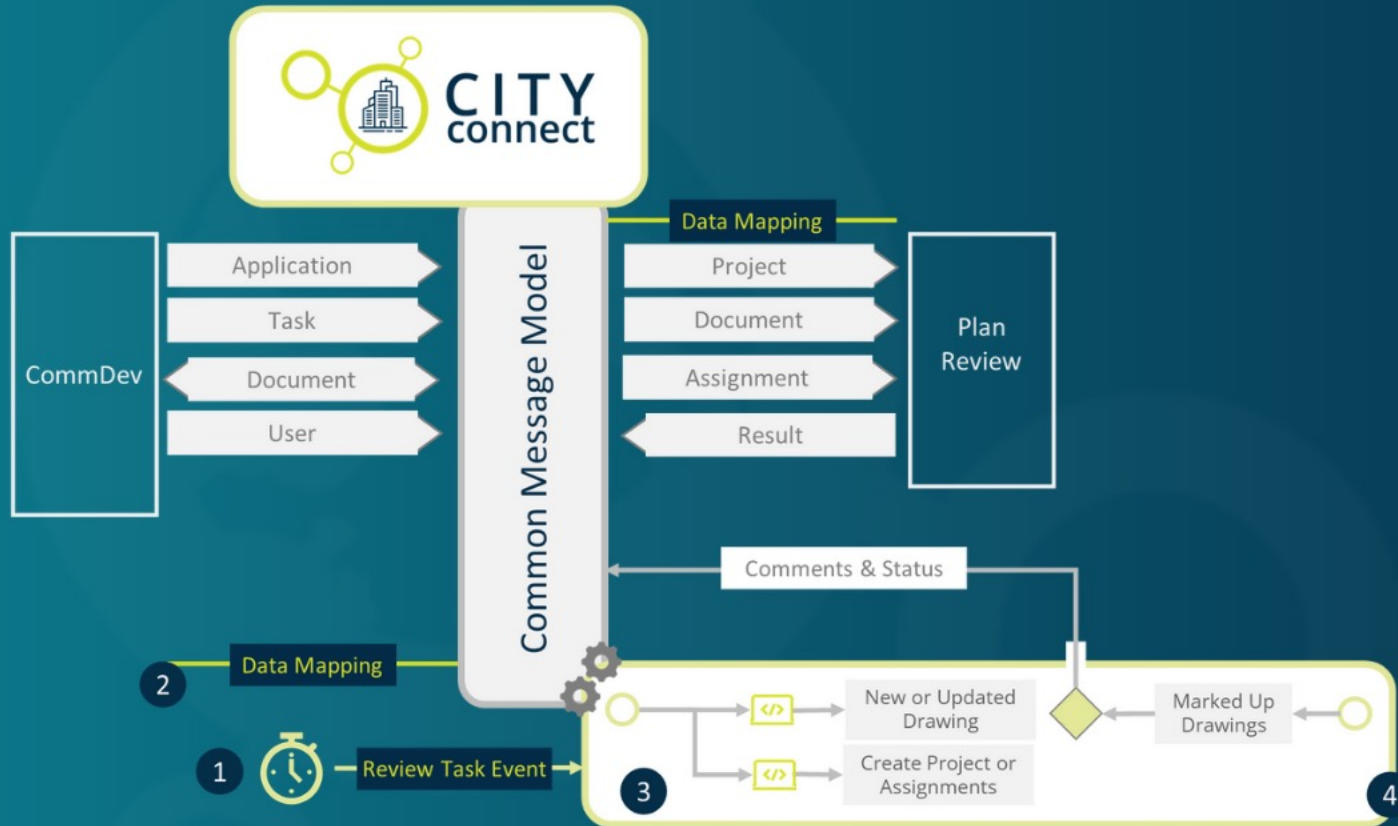 CITY
connect
Data Mapping
Application
Project
Task
Document
CommDev
Document
Assignment
Plan
Review
User
Result
Common Message Model
Comments & Status
2
Data Mapping
1
Review Task Event
3
</>
New or Updated
Drawing
</>
Create Project or
Assignments
Marked Up
Drawings
4